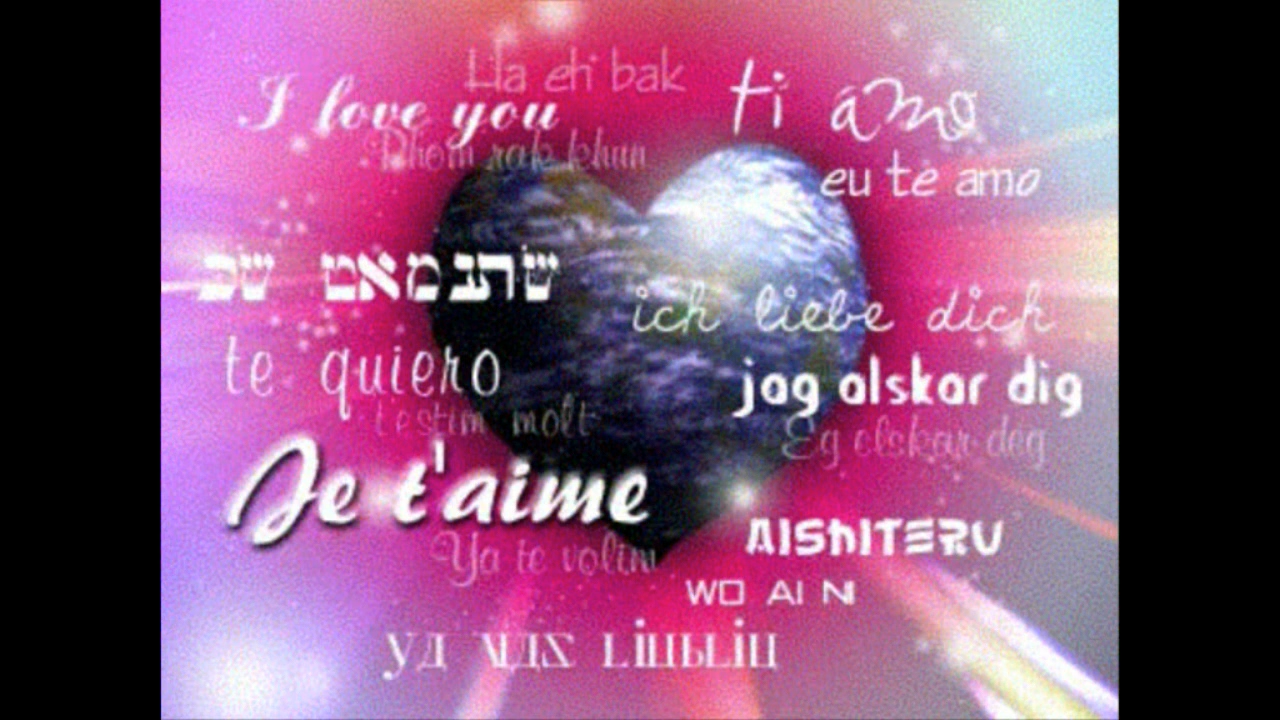 Ha eh bak
I love you
ti amo
Phom rak khun
eu te amo
ich liebe dich
te quiero
jag alskar dig
t estim molt
Eg elskar deg
Je t'aime
AISHITERU
Ya te volim
WO AI NI